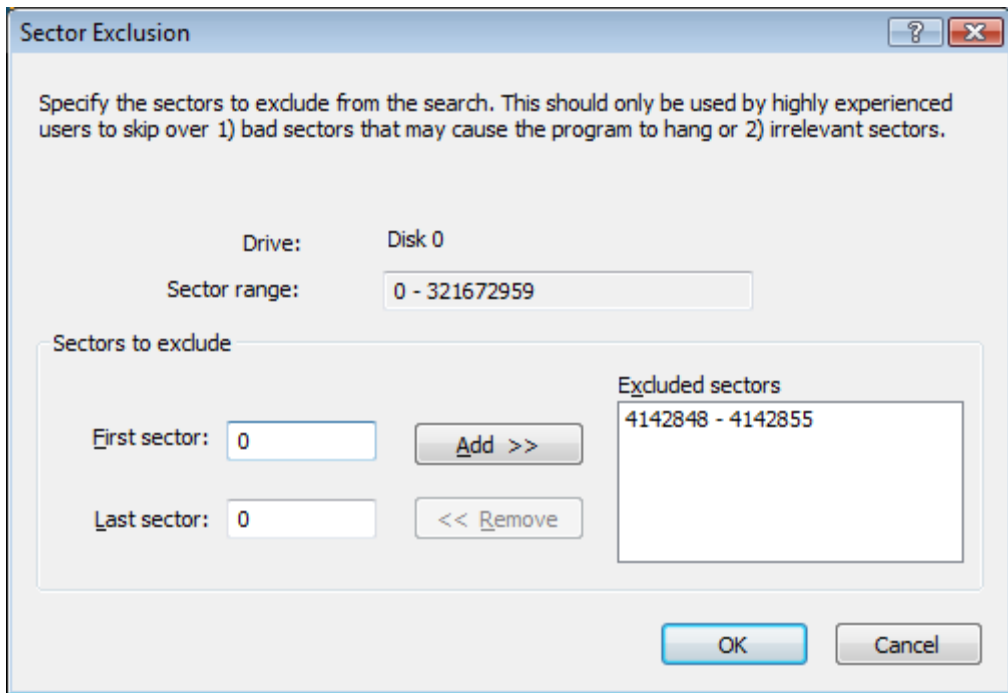 Sector Exclusion
Specify the sectors to exclude from the search. This should only be used by highly experienced
users to skip over 1) bad sectors that may cause the program to hang or 2) irrelevant sectors.
Drive: Disk 0
Sector range: 0 - 321672959
Sectors to exclude
Excluded sectors
4142848 - 4142855
First sector: 0 Add >>
Last sector: 0 << Remove
OK Cancel